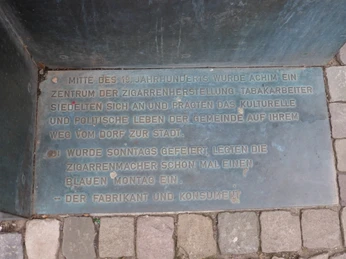 MITTE DES 19. JAHRHUNDERTS WURDE ACHIM EIN
ZENTRUM DER ZIGARRENHERSTELLUNG. TABAKARBEITER
SIEDELTEN SICH AN UND PRÄGTEN DAS KULTURELLE
UND POLITISCHE LEBEN DER GEMEINDE AUF IHREM
WEG VOM DORF ZUR STADT.
WURDE SONNTAGS GEFEIERT, LEGTEN DIE
ZIGARRENMACHER SCHON MAL EINEN
BLAUEN MONTAG EIN.
- DER FABRIKANT UND KONSUMENT